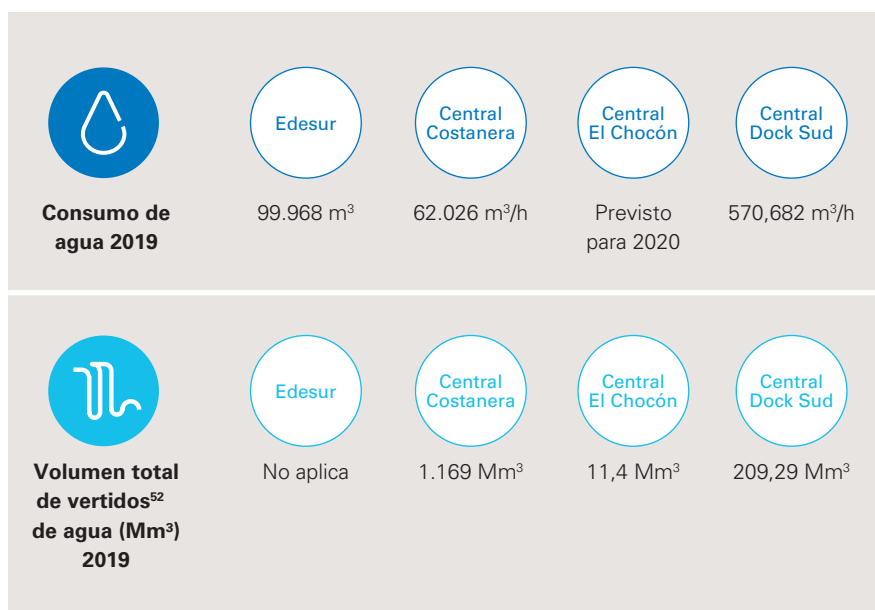 Edesur
Central
Costanera
Central
El Chocón
Central
Dock Sud
Consumo de
agua 2019
99.968 m³
62.026 m³/h
Previsto
para 2020
570,682 m³/h
Edesur
Central
Costanera
Central
El Chocón
Central
Dock Sud
Volumen total
de vertidos⁵²
de agua (Mm³)
2019
No aplica
1.169 Mm³
11,4 Mm³
209,29 Mm³